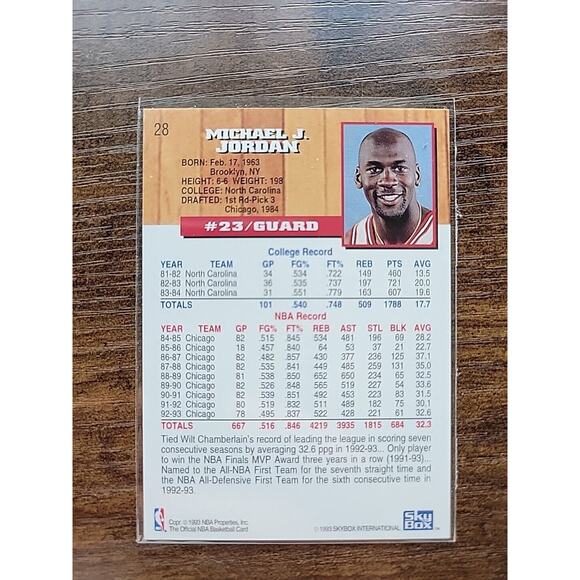 28
MICHAEL J.
JORDAN
BORN: Feb. 17, 1963
Brooklyn, NY
HEIGHT: 6-6 WEIGHT: 198
COLLEGE: North Carolina
DRAFTED: 1st Rd-Pick 3
Chicago, 1984
#23/GUARD
College Record
YEAR TEAM GP FG% FT% REB PTS AVG
81-82 North Carolina 34 .534 .722 149 460 13.5
82-83 North Carolina 36 .535 .737 197 721 20.0
83-84 North Carolina 31 .551 .779 163 607 19.6
TOTALS 101 .540 .748 509 1788 17.7
NBA Record
YEAR TEAM GP FG% FT% REB AST STL BLK AVG
84-85 Chicago 82 .515 .845 534 481 196 69 28.2
85-86 Chicago 18 .457 .840 64 53 37 21 22.7
86-87 Chicago 82 .482 .857 430 377 236 125 37.1
87-88 Chicago 82 .535 .841 449 485 259 131 35.0
88-89 Chicago 81 .538 .850 652 650 234 65 32.5
89-90 Chicago 82 .526 .848 565 519 227 54 33.6
90-91 Chicago 82 .539 .851 492 453 223 83 31.5
91-92 Chicago 80 .519 .832 511 489 182 75 30.1
92-93 Chicago 78 .495 .837 522 428 221 61 32.6
TOTALS 667 .516 .846 4219 3935 1815 684 32.3
Tied Wilt Chamberlain's record of leading the league in scoring seven
consecutive seasons by averaging 32.6 ppg in 1992-93... Only player
to win the NBA Finals MVP Award three years in a row (1991-93)...
Named to the All-NBA First Team for the seventh straight time and
the NBA All-Defensive First Team for the sixth consecutive time in
1992-93.
Copr. © 1993 NBA Properties, Inc.
The Official NBA Basketball Card
© 1993 SKYBOX INTERNATIONAL
SKY
BOX